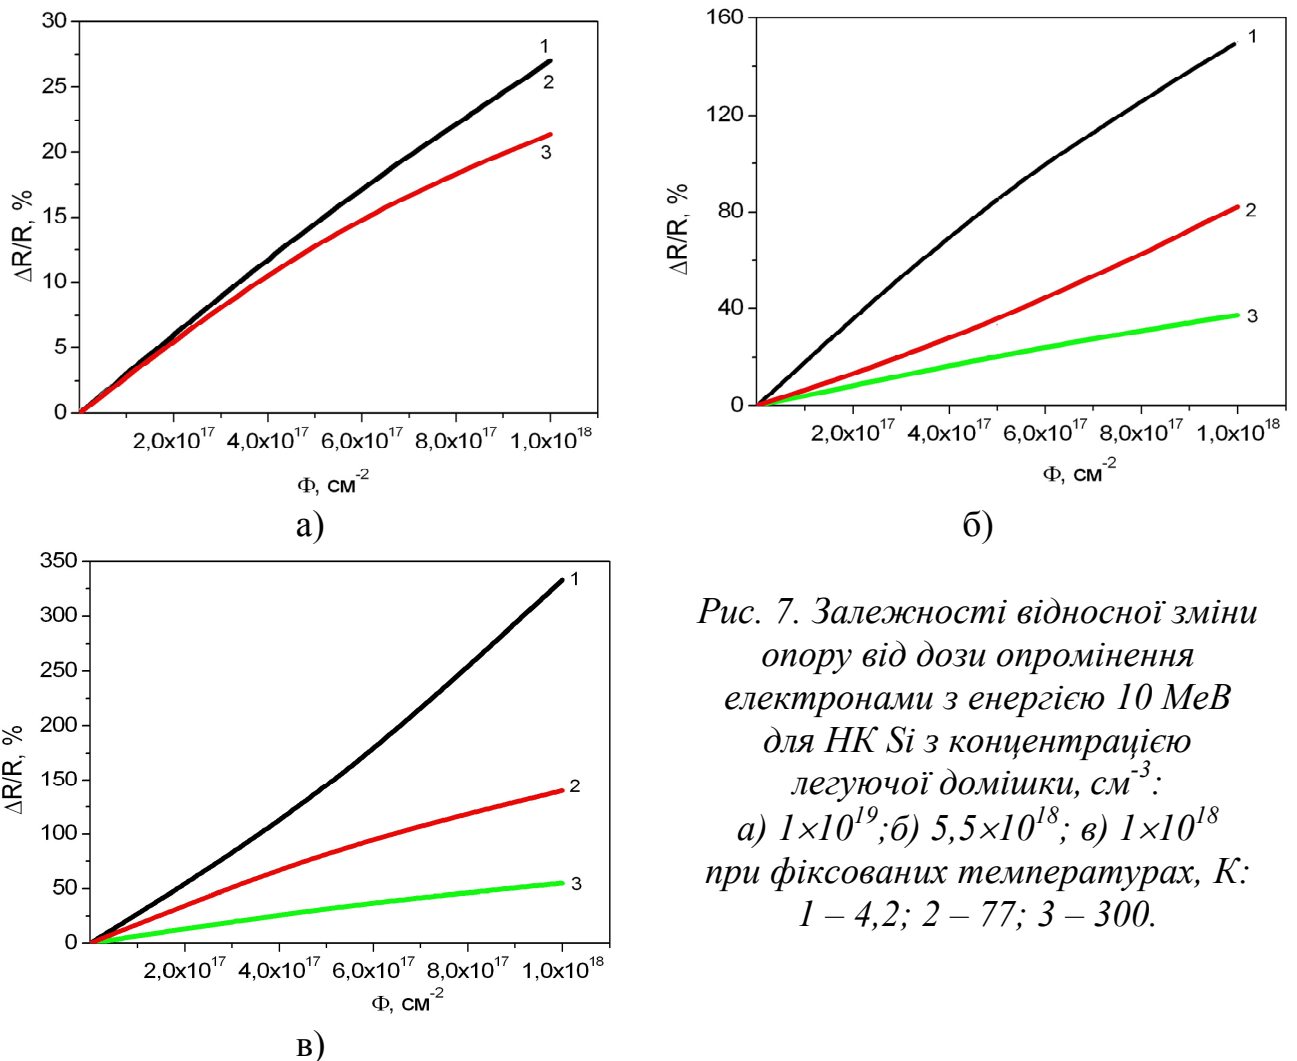 30
25
20
15
10
5
0
ΔR/R, %
1
2
3
2,0x10^17 4,0x10^17 6,0x10^17 8,0x10^17 1,0x10^18
Ф, см^-2
а)
160
120
80
40
0
ΔR/R, %
1
2
3
2,0x10^17 4,0x10^17 6,0x10^17 8,0x10^17 1,0x10^18
Ф, см^-2
б)
350
300
250
200
150
100
50
0
ΔR/R, %
1
2
3
2,0x10^17 4,0x10^17 6,0x10^17 8,0x10^17 1,0x10^18
Ф, см^-2
в)
Рис. 7. Залежності відносної зміни
опору від дози опромінення
електронами з енергією 10 МеВ
для НК Si з концентрацією
легуючої домішки, см^-3:
а) 1×10^19;б) 5,5×10^18; в) 1×10^18
при фіксованих температурах, К:
1 – 4,2; 2 – 77; 3 – 300.